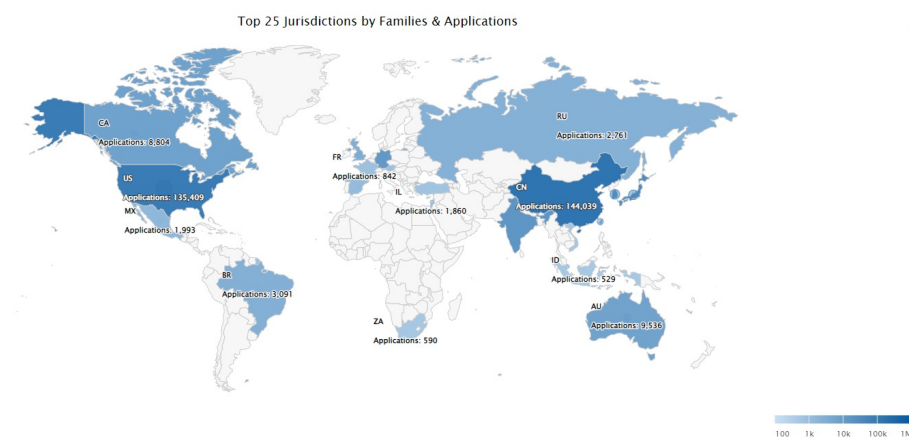 Top 25 Jurisdictions by Families & Applications
CA
Applications: 8,804
US
Applications: 135,409
MX
Applications: 1,993
BR
Applications: 3,091
FR
Applications: 842
IL
Applications: 1,860
ZA
Applications: 590
RU
Applications: 2,761
CN
Applications: 144,039
ID
Applications: 529
AU
Applications: 9,536
100 1k 10k 100k 1M